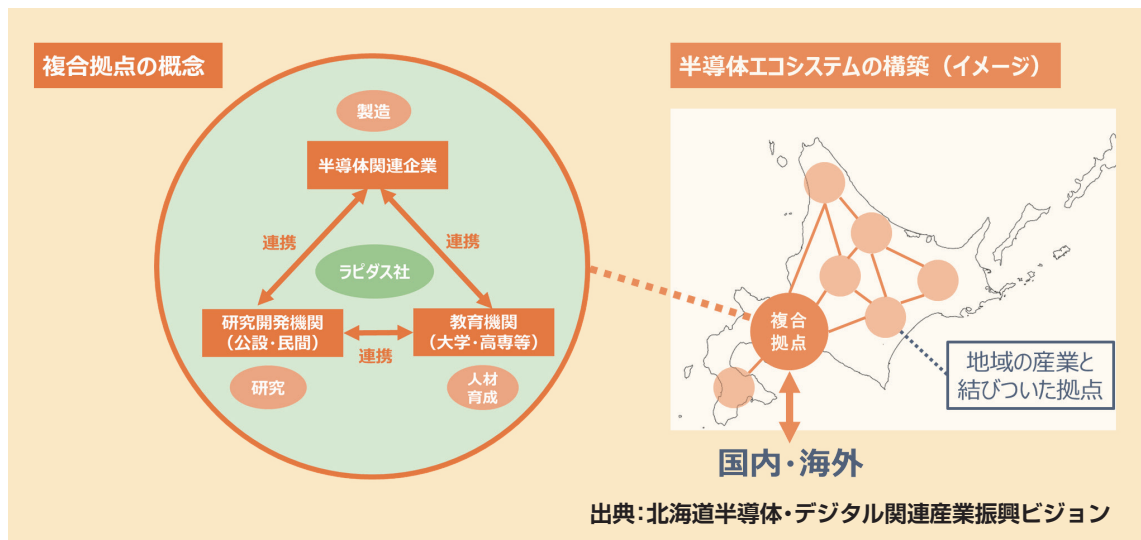 複合拠点の概念
製造
半導体関連企業
連携
連携
ラピダス社
研究開発機関
(公設・民間)
連携
教育機関
(大学・高専等)
研究
人材
育成
半導体エコシステムの構築（イメージ）
複合
拠点
地域の産業と
結びついた拠点
国内・海外
出典:北海道半導体・デジタル関連産業振興ビジョン